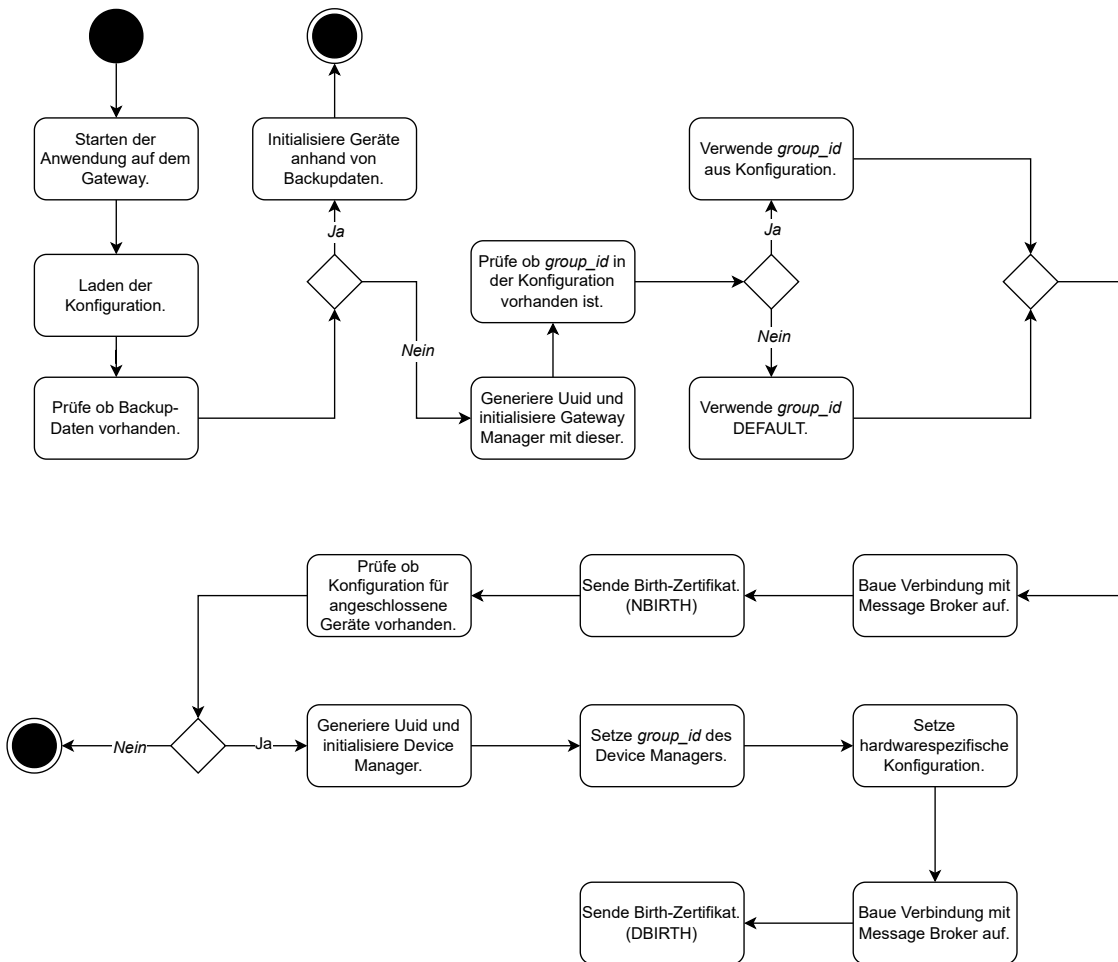 Starten der
Anwendung auf dem
Gateway.
Laden der
Konfiguration.
Prüfe ob Backup-
Daten vorhanden.
Initialisiere Geräte
anhand von
Backupdaten.
Ja
Nein
Generiere Uuid und
initialisiere Gateway
Manager mit dieser.
Prüfe ob group_id in
der Konfiguration
vorhanden ist.
Verwende group_id
aus Konfiguration.
Ja
Nein
Verwende group_id
DEFAULT.
Baue Verbindung mit
Message Broker auf.
Sende Birth-Zertifikat.
(NBIRTH)
Prüfe ob
Konfiguration für
angeschlossene
Geräte vorhanden.
Nein
Ja
Generiere Uuid und
initialisiere Device
Manager.
Setze group_id des
Device Managers.
Setze
hardwarespezifische
Konfiguration.
Baue Verbindung mit
Message Broker auf.
Sende Birth-Zertifikat.
(DBIRTH)